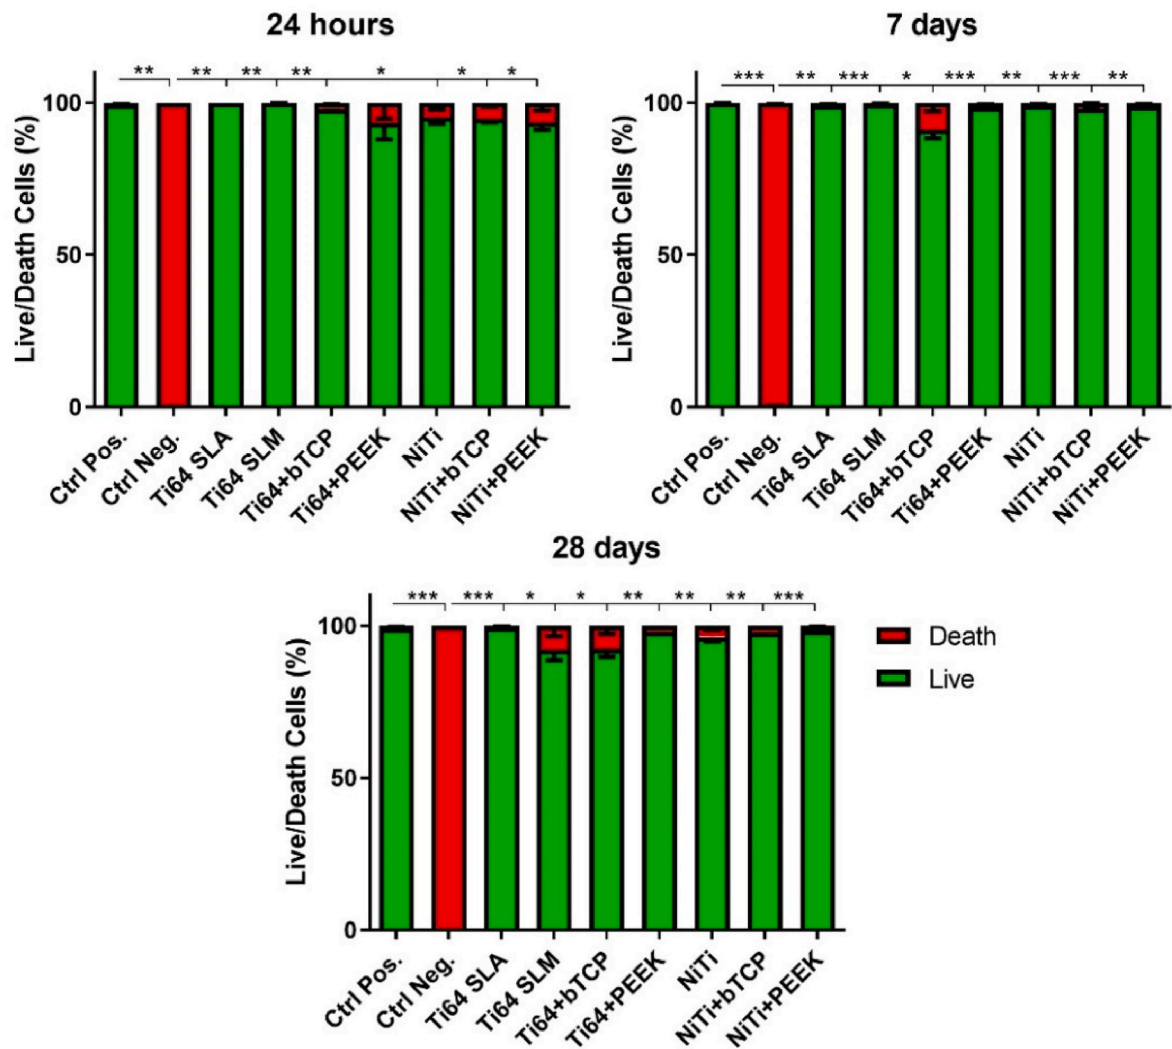 24 hours
** ** ** ** * * *
Live/Death Cells (%)
100
50
0
Ctrl Pos.
Ctrl Neg.
Ti64 SLA
Ti64 SLM
Ti64+bTCP
Ti64+PEEK
NiTi
NiTi+bTCP
NiTi+PEEK
7 days
*** ** *** * *** ** *** **
Live/Death Cells (%)
100
50
0
Ctrl Pos.
Ctrl Neg.
Ti64 SLA
Ti64 SLM
Ti64+bTCP
Ti64+PEEK
NiTi
NiTi+bTCP
NiTi+PEEK
28 days
*** *** * * ** ** ** ***
Live/Death Cells (%)
100
50
0
Ctrl Pos.
Ctrl Neg.
Ti64 SLA
Ti64 SLM
Ti64+bTCP
Ti64+PEEK
NiTi
NiTi+bTCP
NiTi+PEEK
Death
Live